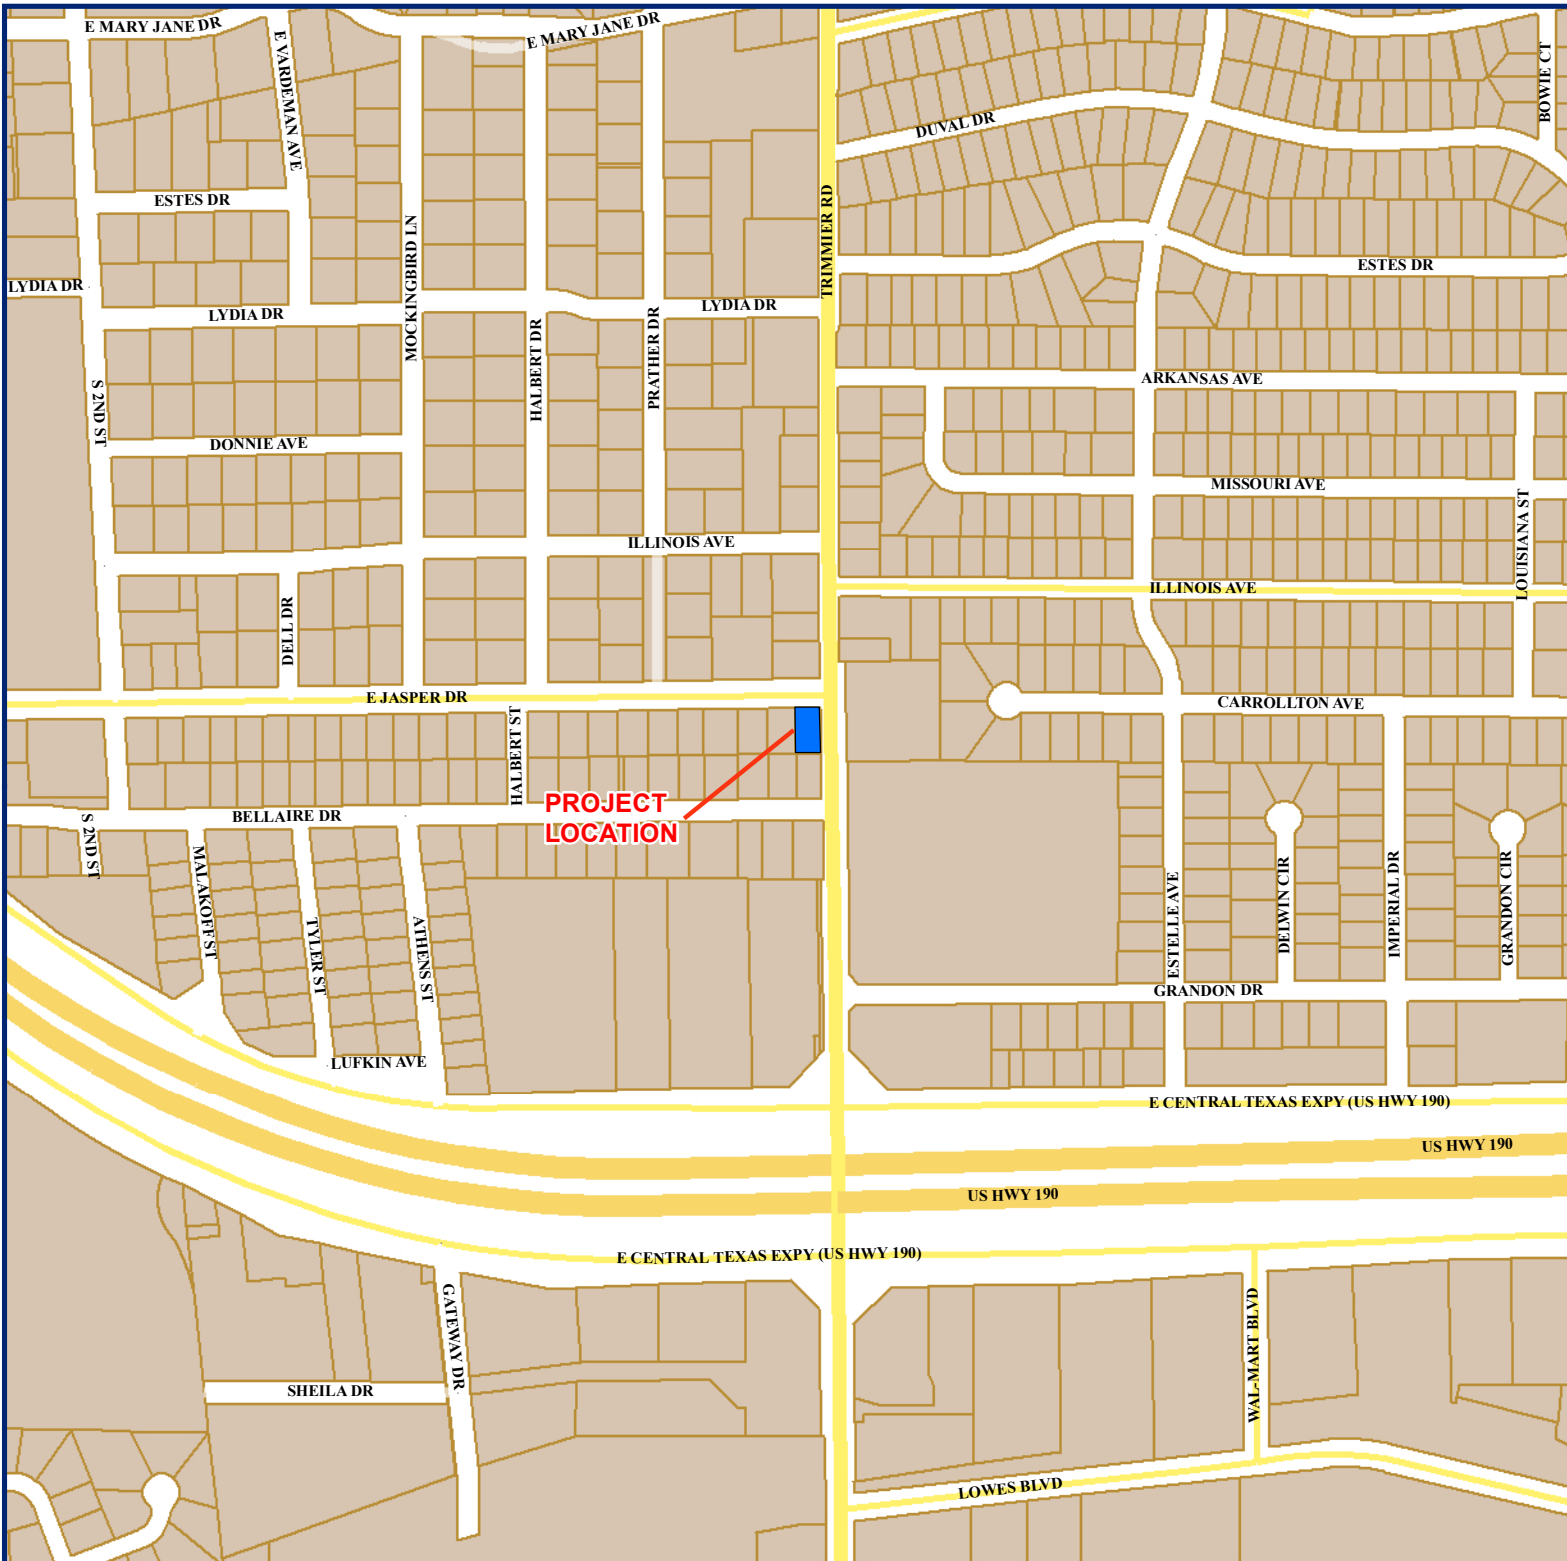 E MARY JANE DR
E MARY JANE DR
E VARDEMAN AVE
BOWIE CT
DUVAL DR
ESTES DR
MOCKINGBIRD LN
TRIMMIER RD
ESTES DR
LYDIA DR
LYDIA DR
LYDIA DR
HALBERT DR
PRATHER DR
S 2ND ST
ARKANSAS AVE
DONNIE AVE
MISSOURI AVE
LOUISIANA ST
ILLINOIS AVE
ILLINOIS AVE
DELL DR
E JASPER DR
CARROLLTON AVE
HALBERT ST
PROJECT
LOCATION
BELLAIRE DR
S 2ND ST
MALAKOFF ST
TYLER ST
ATHENS ST
ESTELLE AVE
DELWIN CIR
IMPERIAL DR
GRANDON CIR
GRANDON DR
LUFKIN AVE
E CENTRAL TEXAS EXPY (US HWY 190)
US HWY 190
US HWY 190
E CENTRAL TEXAS EXPY (US HWY 190)
GATEWAY DR
WAL-MART BLVD
SHEILA DR
LOWES BLVD